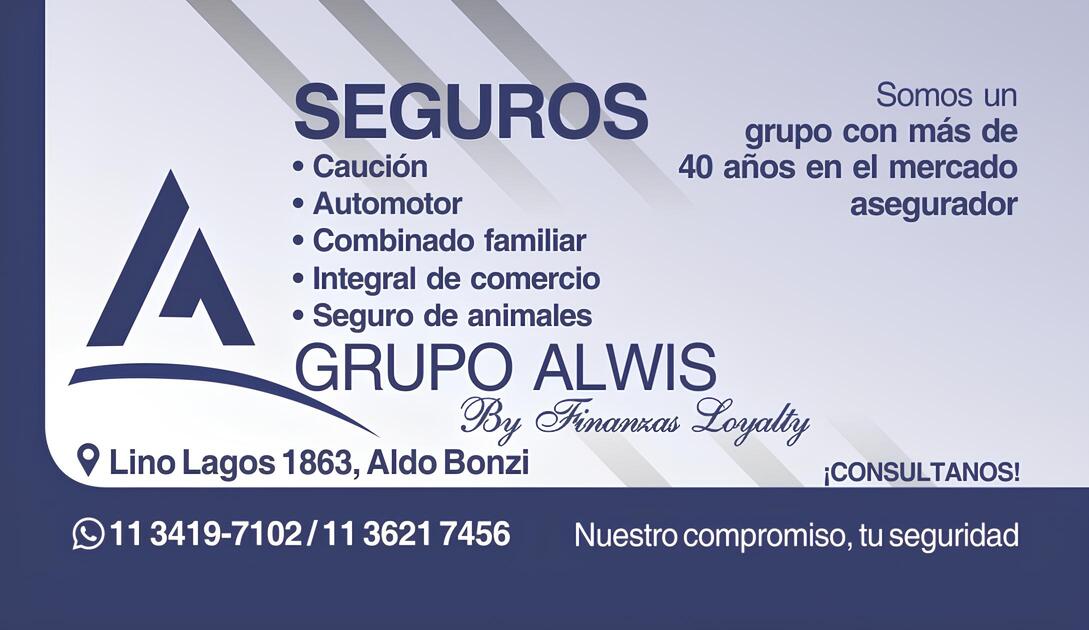 SEGUROS
• Caución
• Automotor
• Combinado familiar
• Integral de comercio
• Seguro de animales
Somos un
grupo con más de
40 años en el mercado
asegurador
GRUPO ALWIS
By Finanzas Loyalty
Lino Lagos 1863, Aldo Bonzi
¡CONSULTANOS!
11 3419-7102 / 11 3621 7456
Nuestro compromiso, tu seguridad